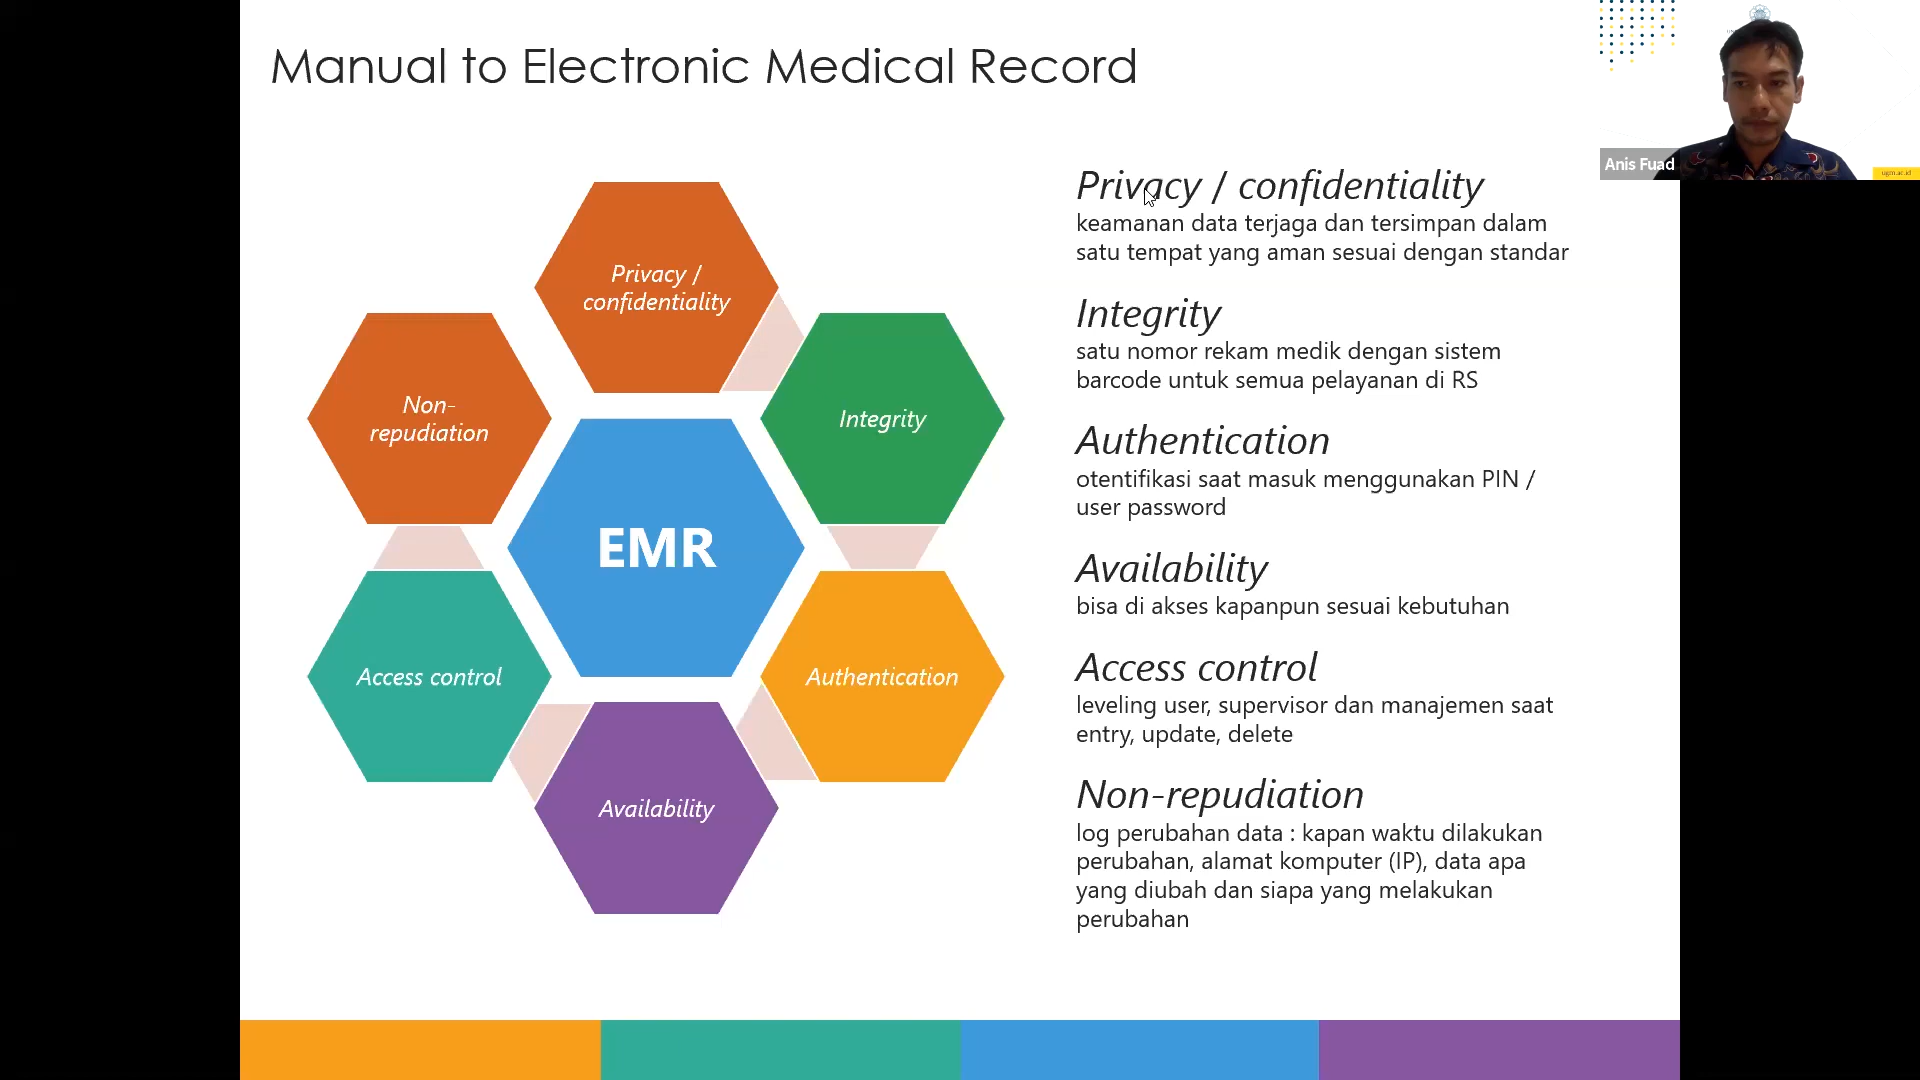 Manual to Electronic Medical Record
Privacy /
confidentiality
Non-
repudiation
Integrity
EMR
Access control
Authentication
Availability
Privacy / confidentiality
keamanan data terjaga dan tersimpan dalam
satu tempat yang aman sesuai dengan standar
Integrity
satu nomor rekam medik dengan sistem
barcode untuk semua pelayanan di RS
Authentication
otentifikasi saat masuk menggunakan PIN /
user password
Availability
bisa di akses kapanpun sesuai kebutuhan
Access control
leveling user, supervisor dan manajemen saat
entry, update, delete
Non-repudiation
log perubahan data : kapan waktu dilakukan
perubahan, alamat komputer (IP), data apa
yang diubah dan siapa yang melakukan
perubahan
Anis Fuad
ugm.ac.id